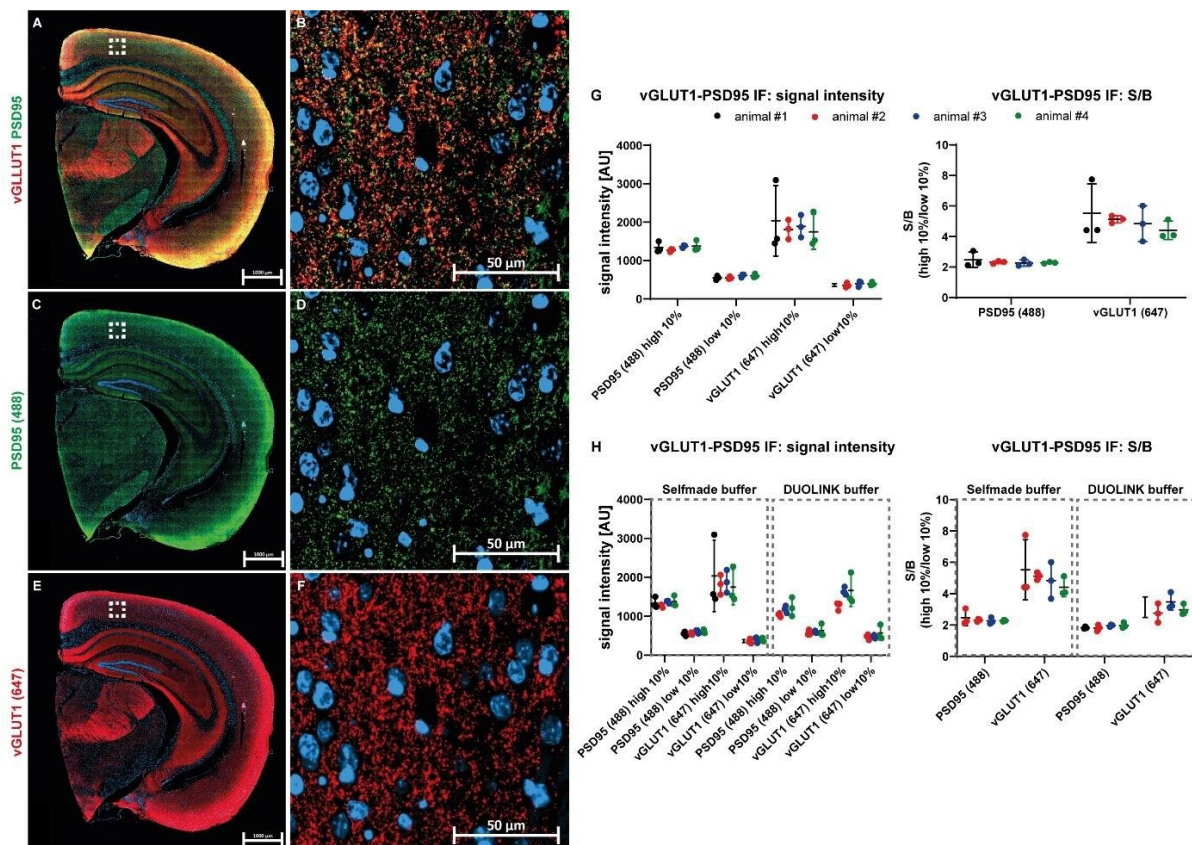 A
B
vGLLUT1 PSD95
1000 µm
50 µm
C
D
PSD95 (488)
1000 µm
50 µm
E
F
vGLUT1 (647)
1000 µm
50 µm
G
vGLUT1-PSD95 IF: signal intensity
vGLUT1-PSD95 IF: S/B
animal #1
animal #2
animal #3
animal #4
signal intensity [AU]
4000
3000
2000
1000
0
PSD95 (488) high 10%
PSD95 (488) low 10%
vGLUT1 (647) high10%
vGLUT1 (647) low10%
S/B
(high 10%/low 10%)
10
8
6
4
2
0
PSD95 (488)
vGLUT1 (647)
H
vGLUT1-PSD95 IF: signal intensity
vGLUT1-PSD95 IF: S/B
Selfmade buffer
DUOLINK buffer
signal intensity [AU]
4000
3000
2000
1000
0
PSD95 (488) high 10%
PSD95 (488) low 10%
vGLUT1 (647) high10%
vGLUT1 (647) low10%
PSD95 (488) high 10%
PSD95 (488) low 10%
vGLUT1 (647) high10%
vGLUT1 (647) low10%
Selfmade buffer
DUOLINK buffer
S/B
(high 10%/low 10%)
10
8
6
4
2
0
PSD95 (488)
vGLUT1 (647)
PSD95 (488)
vGLUT1 (647)